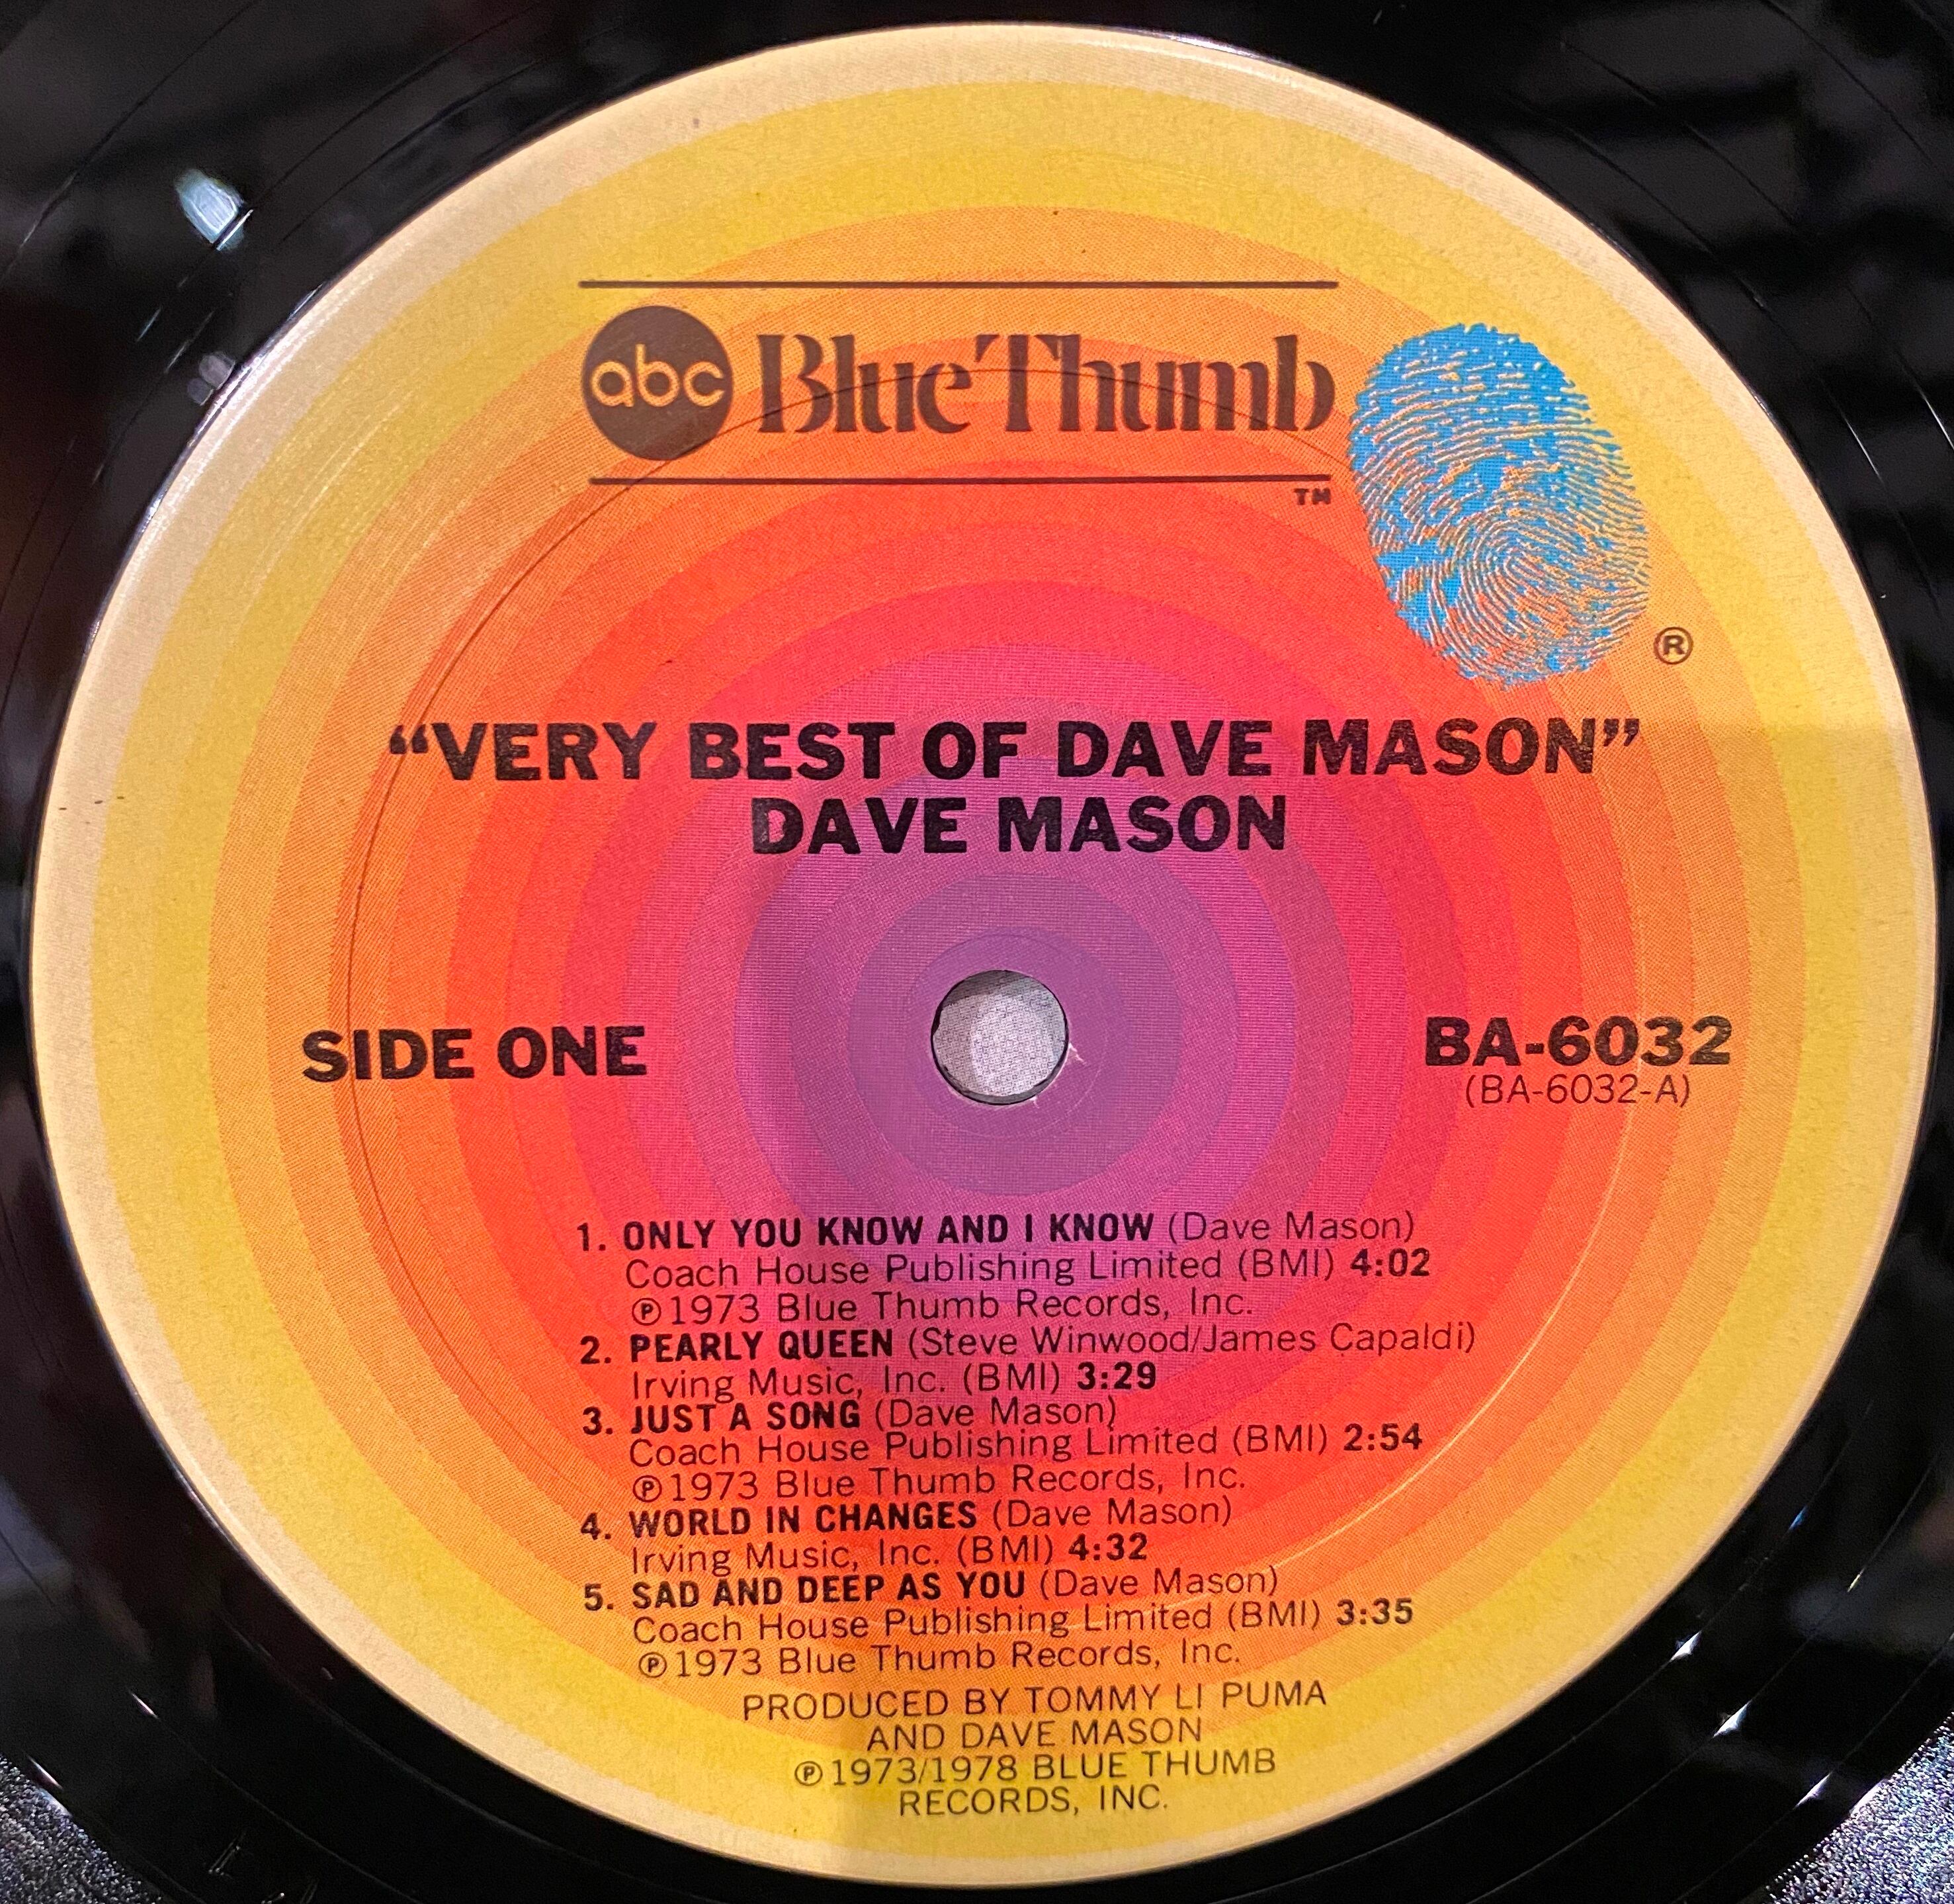 abc Blue Thumb
TM
®
“VERY BEST OF DAVE MASON”
DAVE MASON
SIDE ONE
BA-6032
(BA-6032-A)
1. ONLY YOU KNOW AND I KNOW (Dave Mason)
Coach House Publishing Limited (BMI) 4:02
℗1973 Blue Thumb Records, Inc.
2. PEARLY QUEEN (Steve Winwood/James Capaldi)
Irving Music, Inc. (BMI) 3:29
3. JUST A SONG (Dave Mason)
Coach House Publishing Limited (BMI) 2:54
℗1973 Blue Thumb Records, Inc.
4. WORLD IN CHANGES (Dave Mason)
Irving Music, Inc. (BMI) 4:32
5. SAD AND DEEP AS YOU (Dave Mason)
Coach House Publishing Limited (BMI) 3:35
℗1973 Blue Thumb Records, Inc.
PRODUCED BY TOMMY LI PUMA
AND DAVE MASON
℗1973/1978 BLUE THUMB
RECORDS, INC.